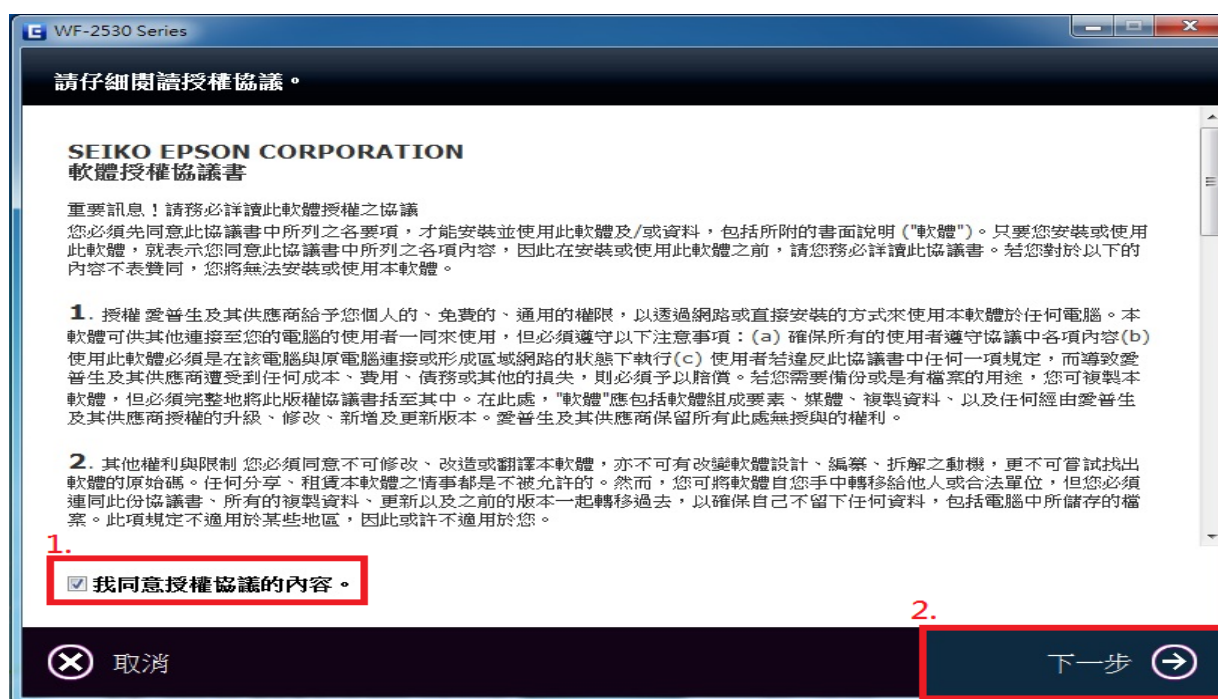 WF-2530 Series
請仔細閱讀授權協議。
SEIKO EPSON CORPORATION
軟體授權協議書
重要訊息！請務必詳讀此軟體授權之協議
您必須先同意此協議書中所列之各要項，才能安裝並使用此軟體及/或資料，包括所附的書面說明 ("軟體")。只要您安裝或使用
此軟體，就表示您同意此協議書中所列之各項內容，因此在安裝或使用此軟體之前，請您務必詳讀此協議書。若您對於以下的
內容不表贊同，您將無法安裝或使用本軟體。
1. 授權 愛普生及其供應商給予您個人的、免費的、通用的權限，以透過網路或直接安裝的方式來使用本軟體於任何電腦。本
軟體可供其他連接至您的電腦的使用者一同來使用，但必須遵守以下注意事項：(a) 確保所有的使用者遵守協議中各項內容(b)
使用此軟體必須是在該電腦與原電腦連接或形成區域網路的狀態下執行(c) 使用者若違反此協議書中任何一項規定，而導致愛
普生及其供應商遭受到任何成本、費用、債務或其他的損失，則必須予以賠償。若您需要備份或是有檔案的用途，您可複製本
軟體，但必須完整地將此版權協議書括至其中。在此處，"軟體"應包括軟體組成要素、媒體、複製資料、以及任何經由愛普生
及其供應商授權的升級、修改、新增及更新版本。愛普生及其供應商保留所有此處無授與的權利。
2. 其他權利與限制 您必須同意不可修改、改造或翻譯本軟體，亦不可有改變軟體設計、編纂、拆解之動機，更不可嘗試找出
軟體的原始碼。任何分享、租賃本軟體之情事都是不被允許的。然而，您可將軟體自您手中轉移給他人或合法單位，但您必須
連同此份協議書、所有的複製資料、更新以及之前的版本一起轉移過去，以確保自己不留下任何資料，包括電腦中所儲存的檔
案。此項規定不適用於某些地區，因此或許不適用於您。
1.
我同意授權協議的內容。
2.
取消
下一步